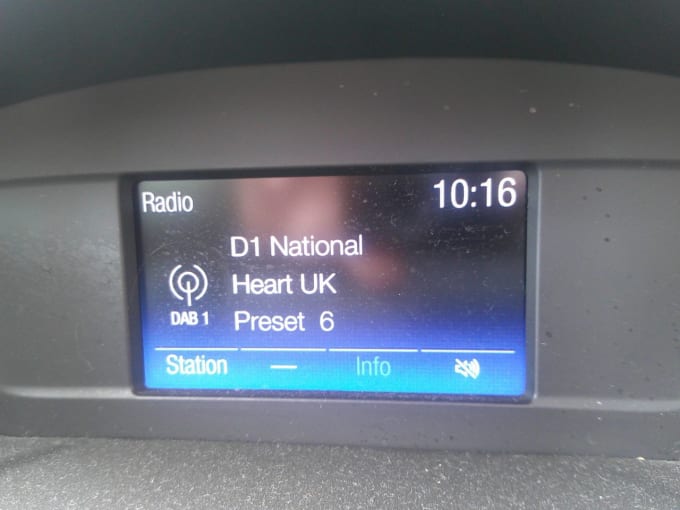 Radio
10:16
D1 National
Heart UK
DAB 1
Preset 6
Station
Info